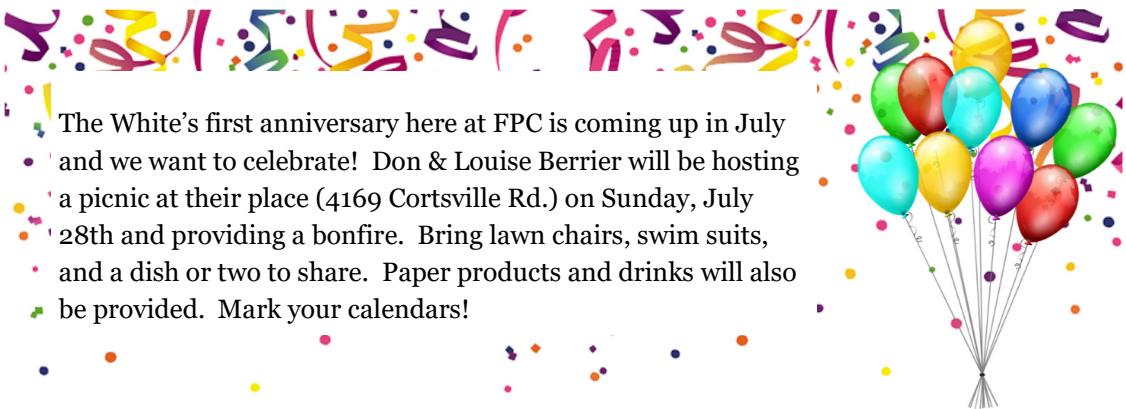 The White’s first anniversary here at FPC is coming up in July
and we want to celebrate!  Don & Louise Berrier will be hosting
a picnic at their place (4169 Cortsville Rd.) on Sunday, July
28th and providing a bonfire.  Bring lawn chairs, swim suits,
and a dish or two to share.  Paper products and drinks will also
be provided.  Mark your calendars!